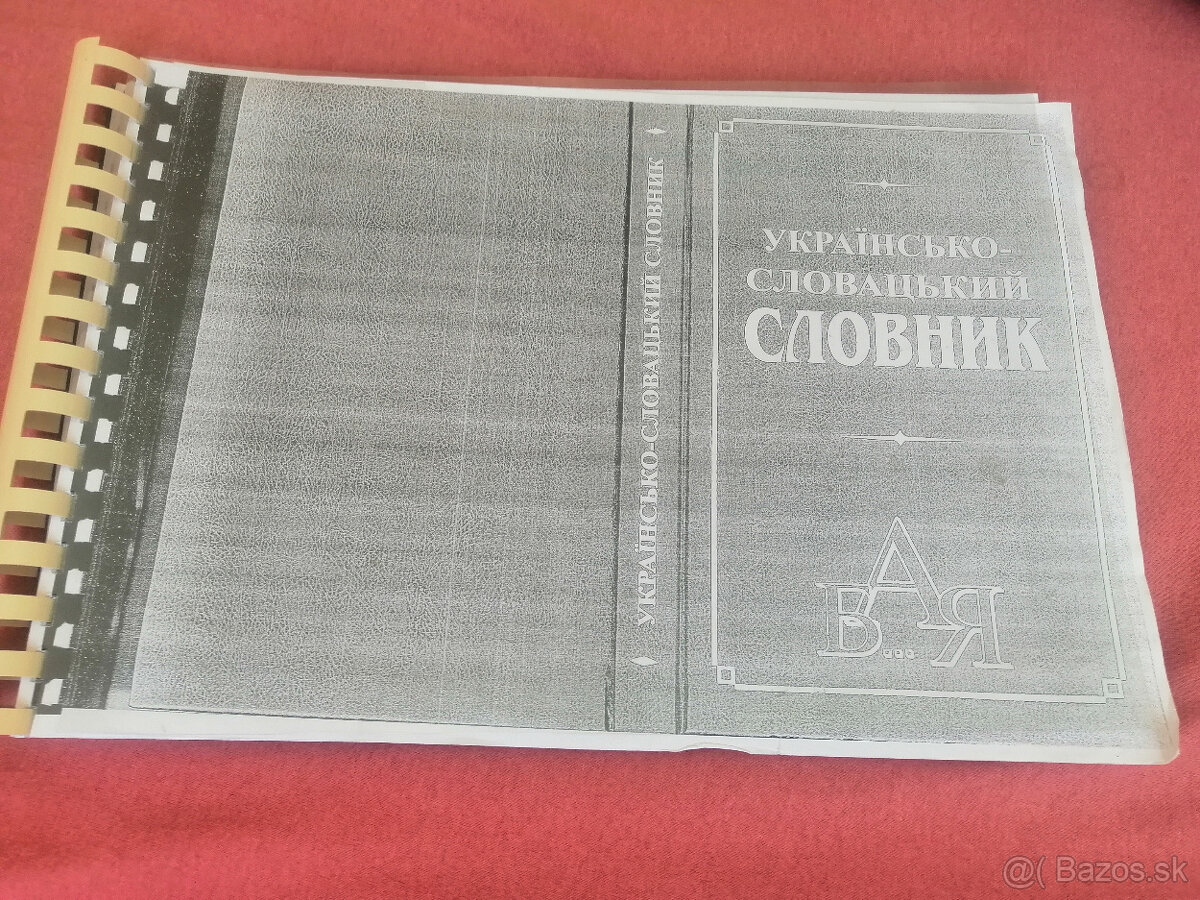 УКРАЇНСЬКО-СЛОВАЦЬКИЙ СЛОВНИК
УКРАЇНСЬКО-
СЛОВАЦЬКИЙ
СЛОВНИК
А
Б...Я
@( Bazos.sk